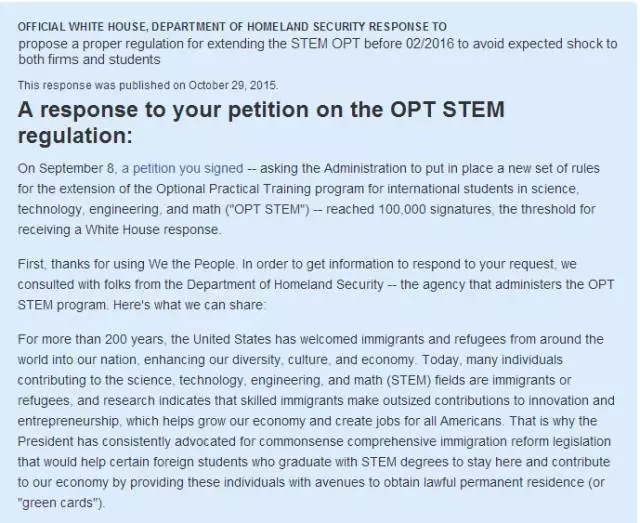 OFFICIAL WHITE HOUSE, DEPARTMENT OF HOMELAND SECURITY RESPONSE TO
propose a proper regulation for extending the STEM OPT before 02/2016 to avoid expected shock to
both firms and students
This response was published on October 29, 2015.
A response to your petition on the OPT STEM
regulation:
On September 8, a petition you signed -- asking the Administration to put in place a new set of rules
for the extension of the Optional Practical Training program for international students in science,
technology, engineering, and math ("OPT STEM") -- reached 100,000 signatures, the threshold for
receiving a White House response.
First, thanks for using We the People. In order to get information to respond to your request, we
consulted with folks from the Department of Homeland Security -- the agency that administers the OPT
STEM program. Here's what we can share:
For more than 200 years, the United States has welcomed immigrants and refugees from around the
world into our nation, enhancing our diversity, culture, and economy. Today, many individuals
contributing to the science, technology, engineering, and math (STEM) fields are immigrants or
refugees, and research indicates that skilled immigrants make outsized contributions to innovation and
entrepreneurship, which helps grow our economy and create jobs for all Americans. That is why the
President has consistently advocated for commonsense comprehensive immigration reform legislation
that would help certain foreign students who graduate with STEM degrees to stay here and contribute
to our economy by providing these individuals with avenues to obtain lawful permanent residence (or
"green cards").